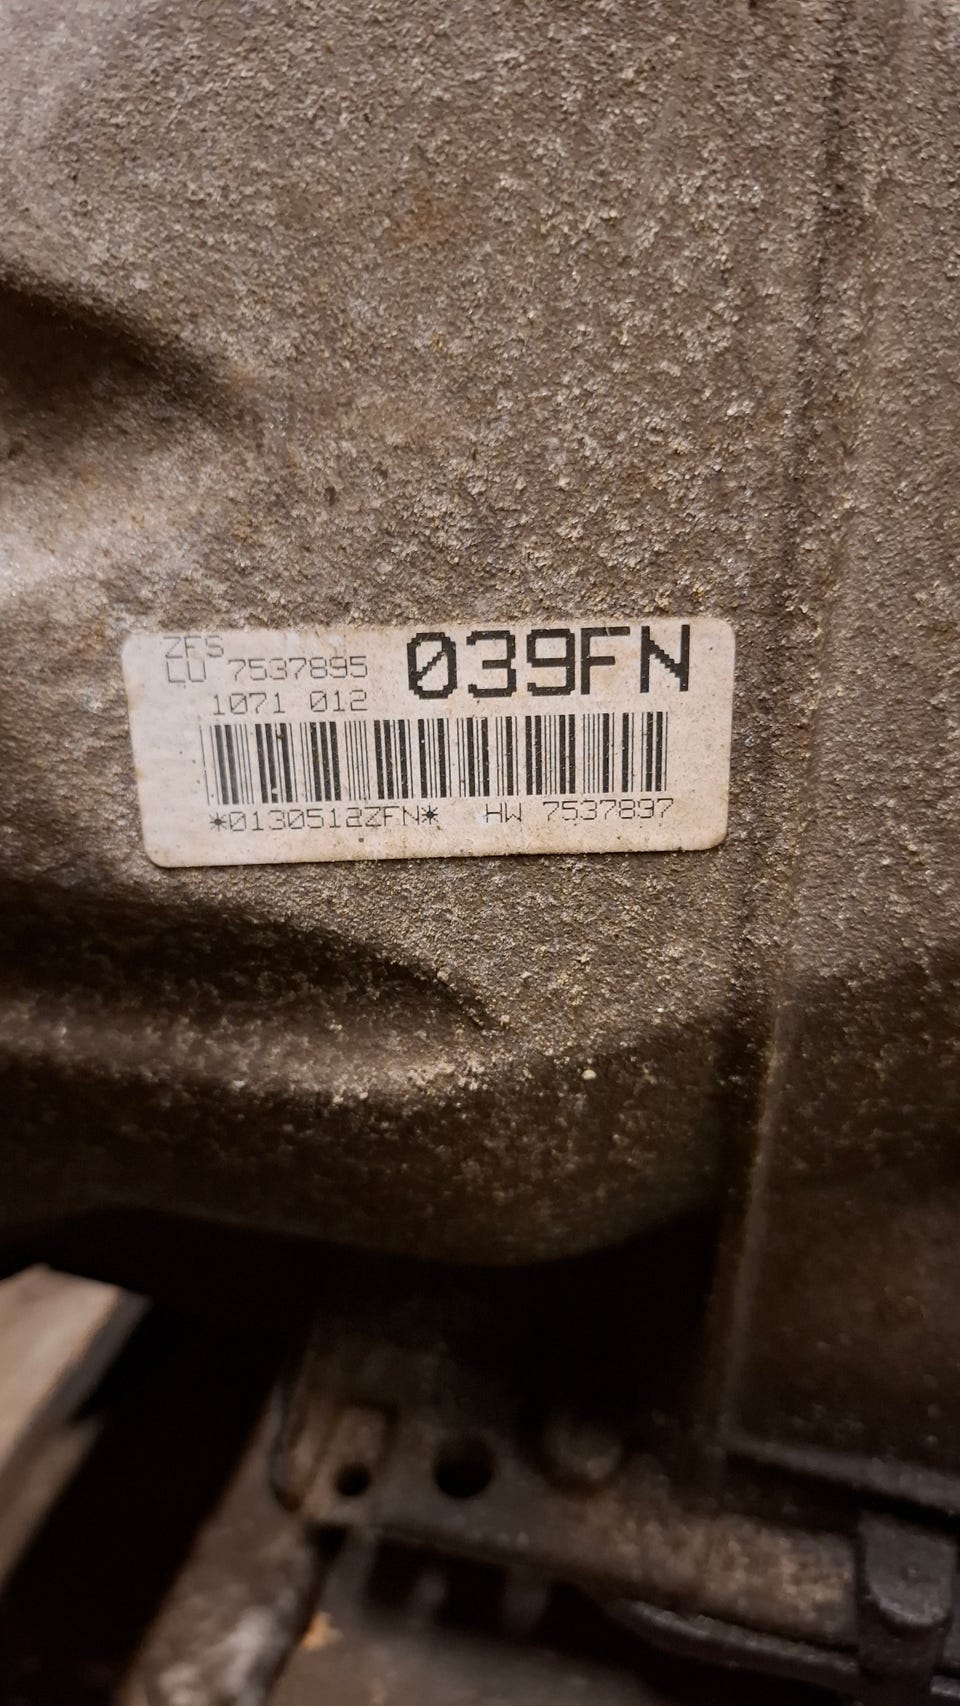 ZFS 039FN
LU 7537895
1071 012
*0130512ZFN* HW 7537897